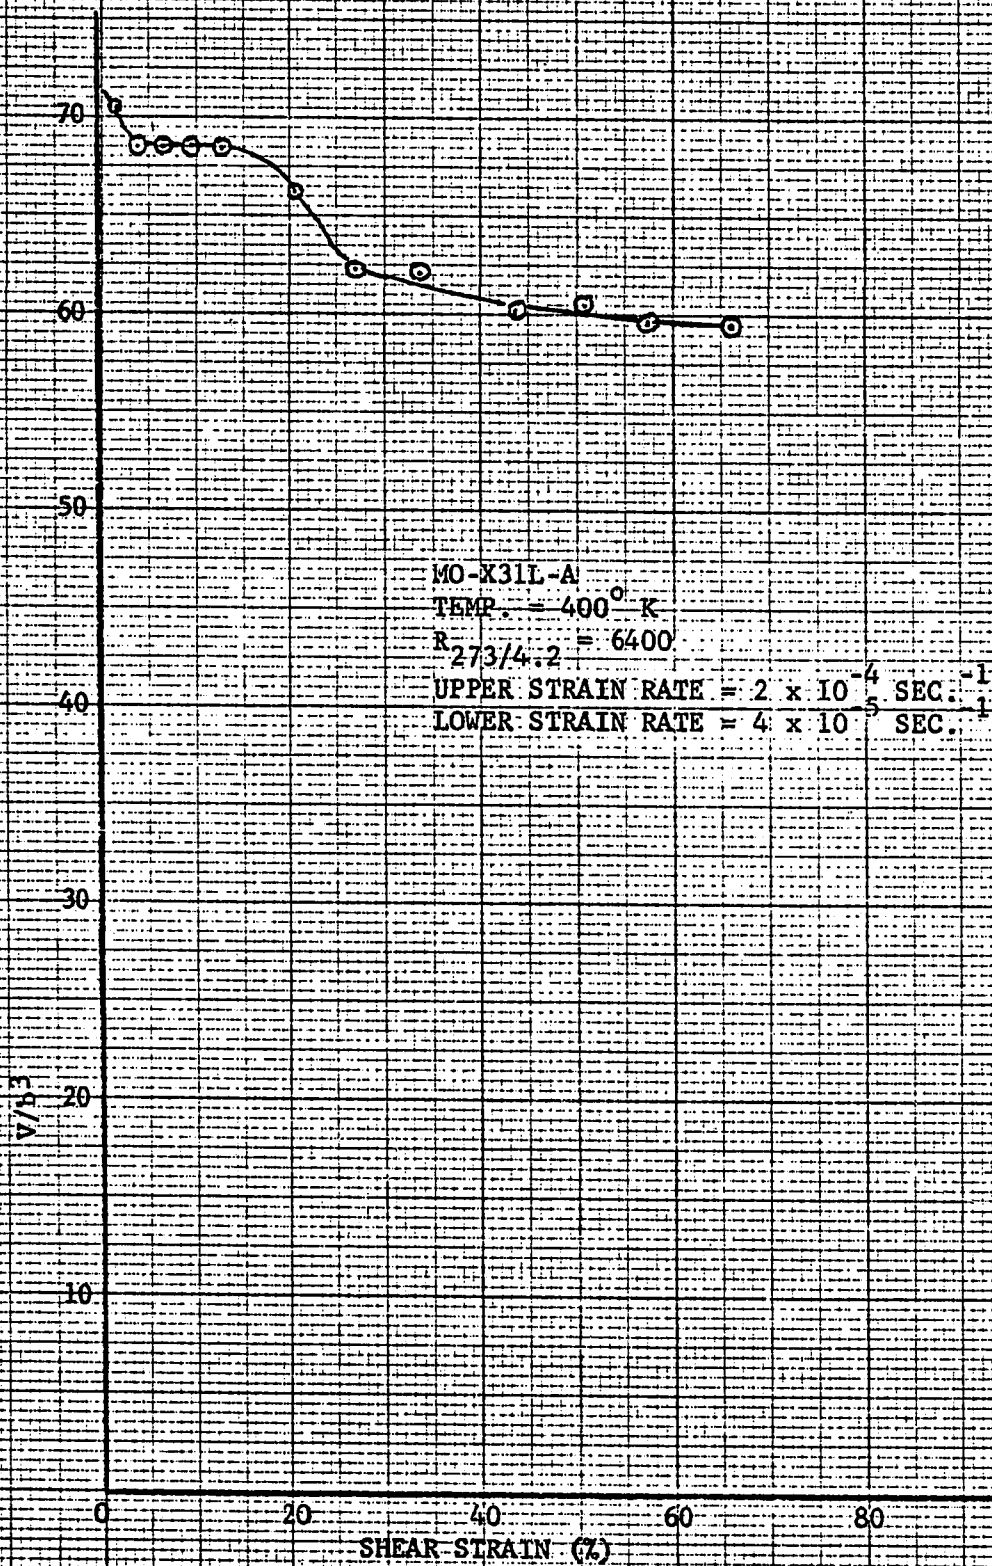 70
60
50
MO-X31L-A
TEMP. = 400° K
R273/4.2 = 6400
UPPER STRAIN RATE = 2 x 10-4 SEC.-1
LOWER STRAIN RATE = 4 x 10-5 SEC.-1
40
30
20
V/b3
10
0 20 40 60 80
SHEAR STRAIN (%)